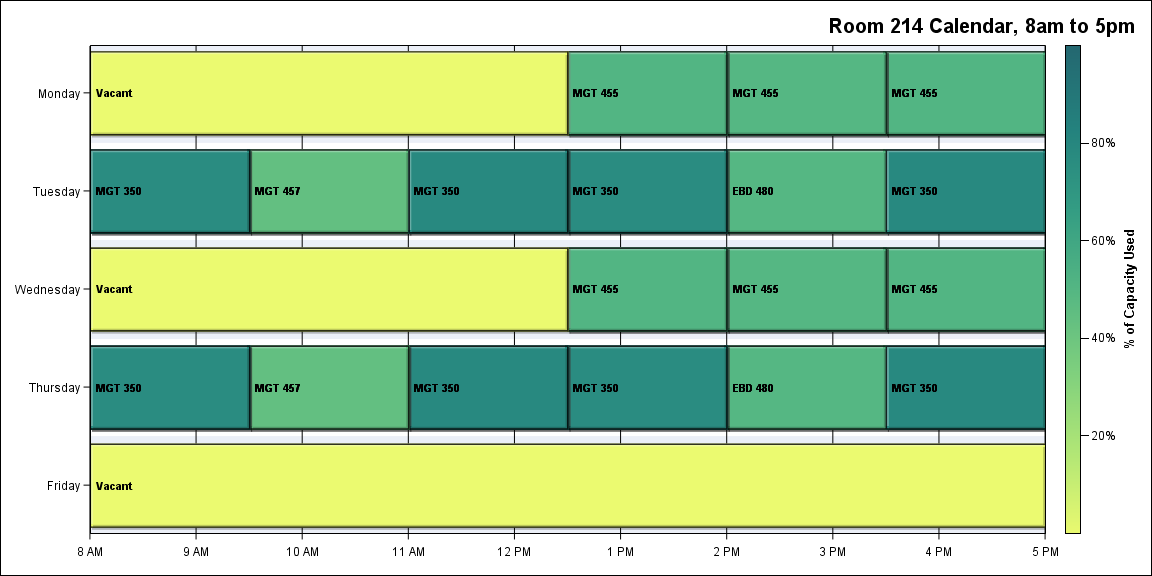 Room 214 Calendar, 8am to 5pm
Monday
Vacant
MGT 455
MGT 455
MGT 455
Tuesday
MGT 350
MGT 457
MGT 350
MGT 350
EBD 480
MGT 350
Wednesday
Vacant
MGT 455
MGT 455
MGT 455
Thursday
MGT 350
MGT 457
MGT 350
MGT 350
EBD 480
MGT 350
Friday
Vacant
8 AM
9 AM
10 AM
11 AM
12 PM
1 PM
2 PM
3 PM
4 PM
5 PM
80%
60%
40%
20%
% of Capacity Used